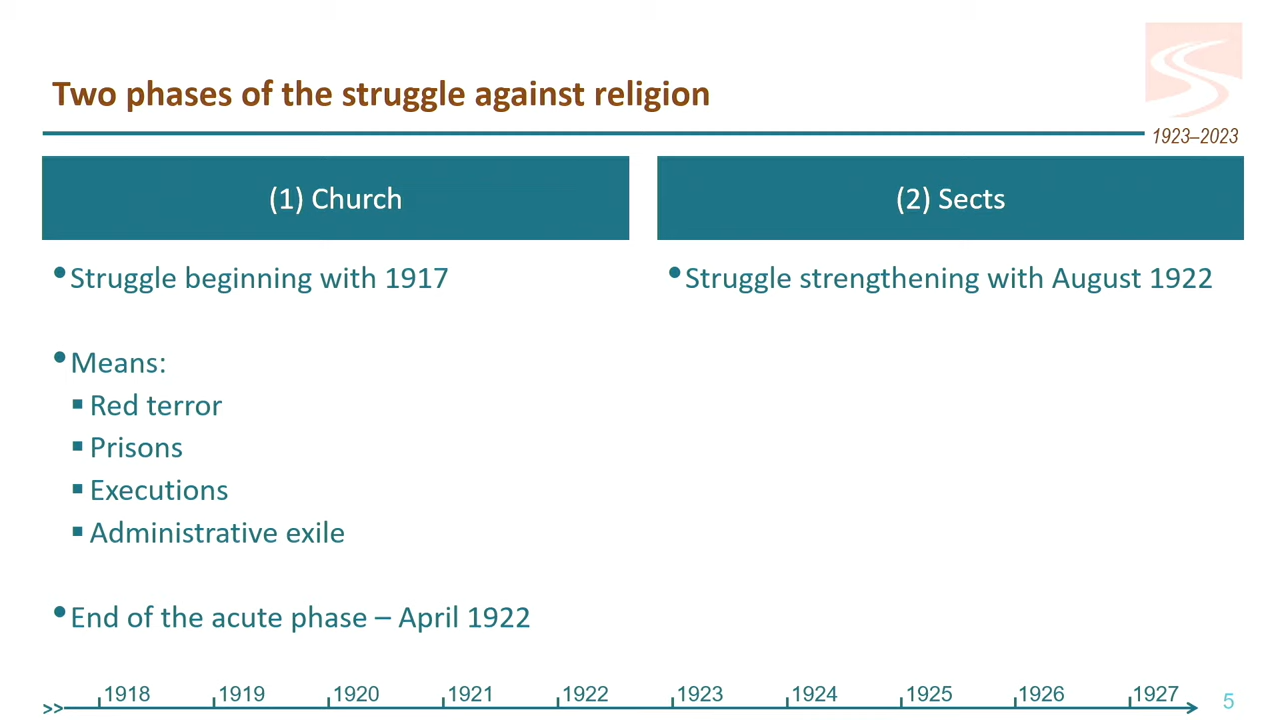 Two phases of the struggle against religion
1923–2023
(1) Church
(2) Sects
•Struggle beginning with 1917
•Means:
▪Red terror
▪Prisons
▪Executions
▪Administrative exile
•End of the acute phase – April 1922
•Struggle strengthening with August 1922
>> 1918 1919 1920 1921 1922 1923 1924 1925 1926 1927
5